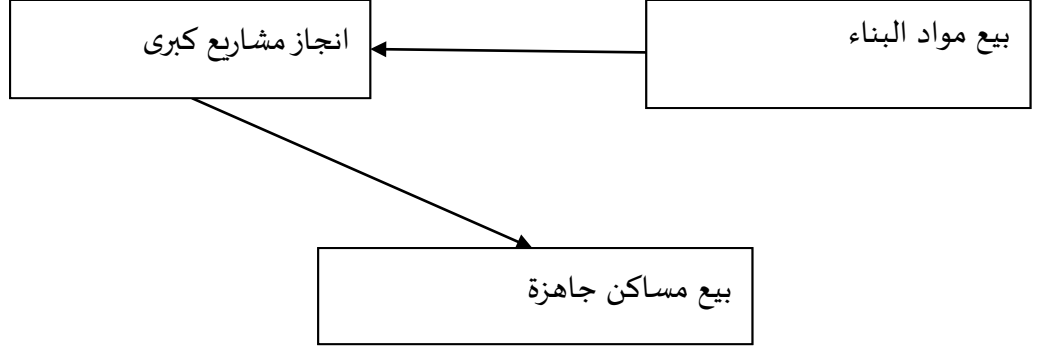 بيع مواد البناء
انجاز مشاريع كبرى
بيع مساكن جاهزة